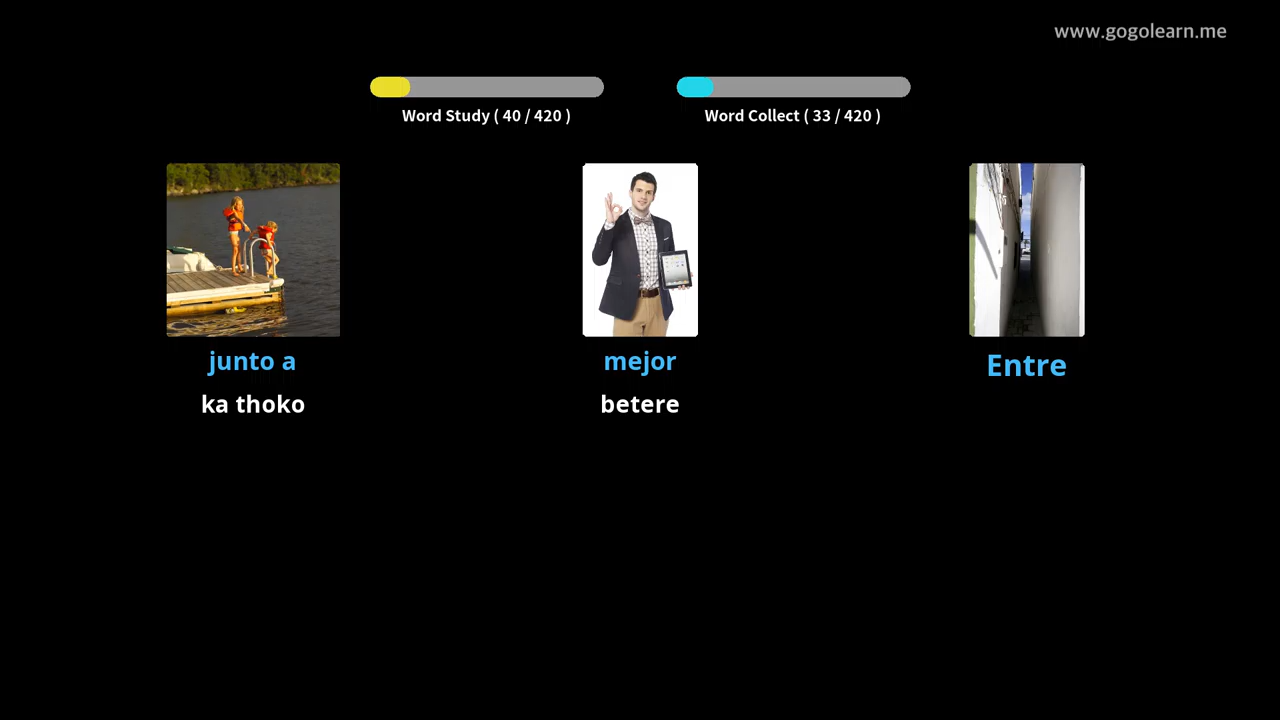 www.gogolearn.me
Word Study ( 40 / 420 )
Word Collect ( 33 / 420 )
junto a
mejor
Entre
ka thoko
betere